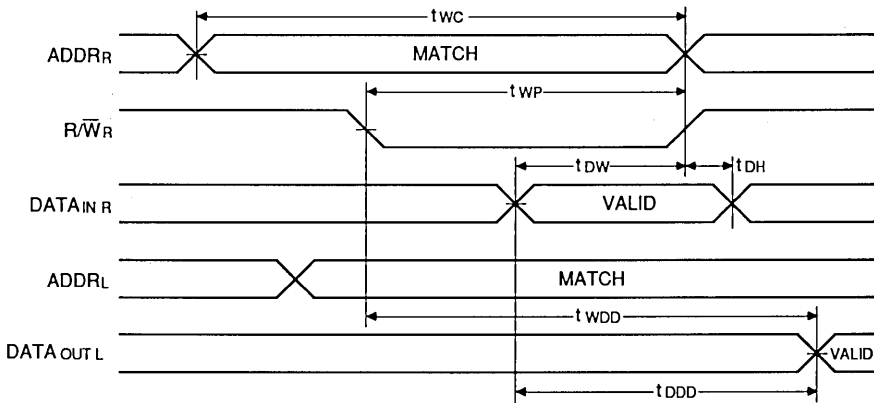 tWC
ADDRR MATCH
tWP
R/W̅R
tDW tDH
DATAIN R VALID
ADDRL MATCH
tWDD
DATAOUT L VALID
tDDD